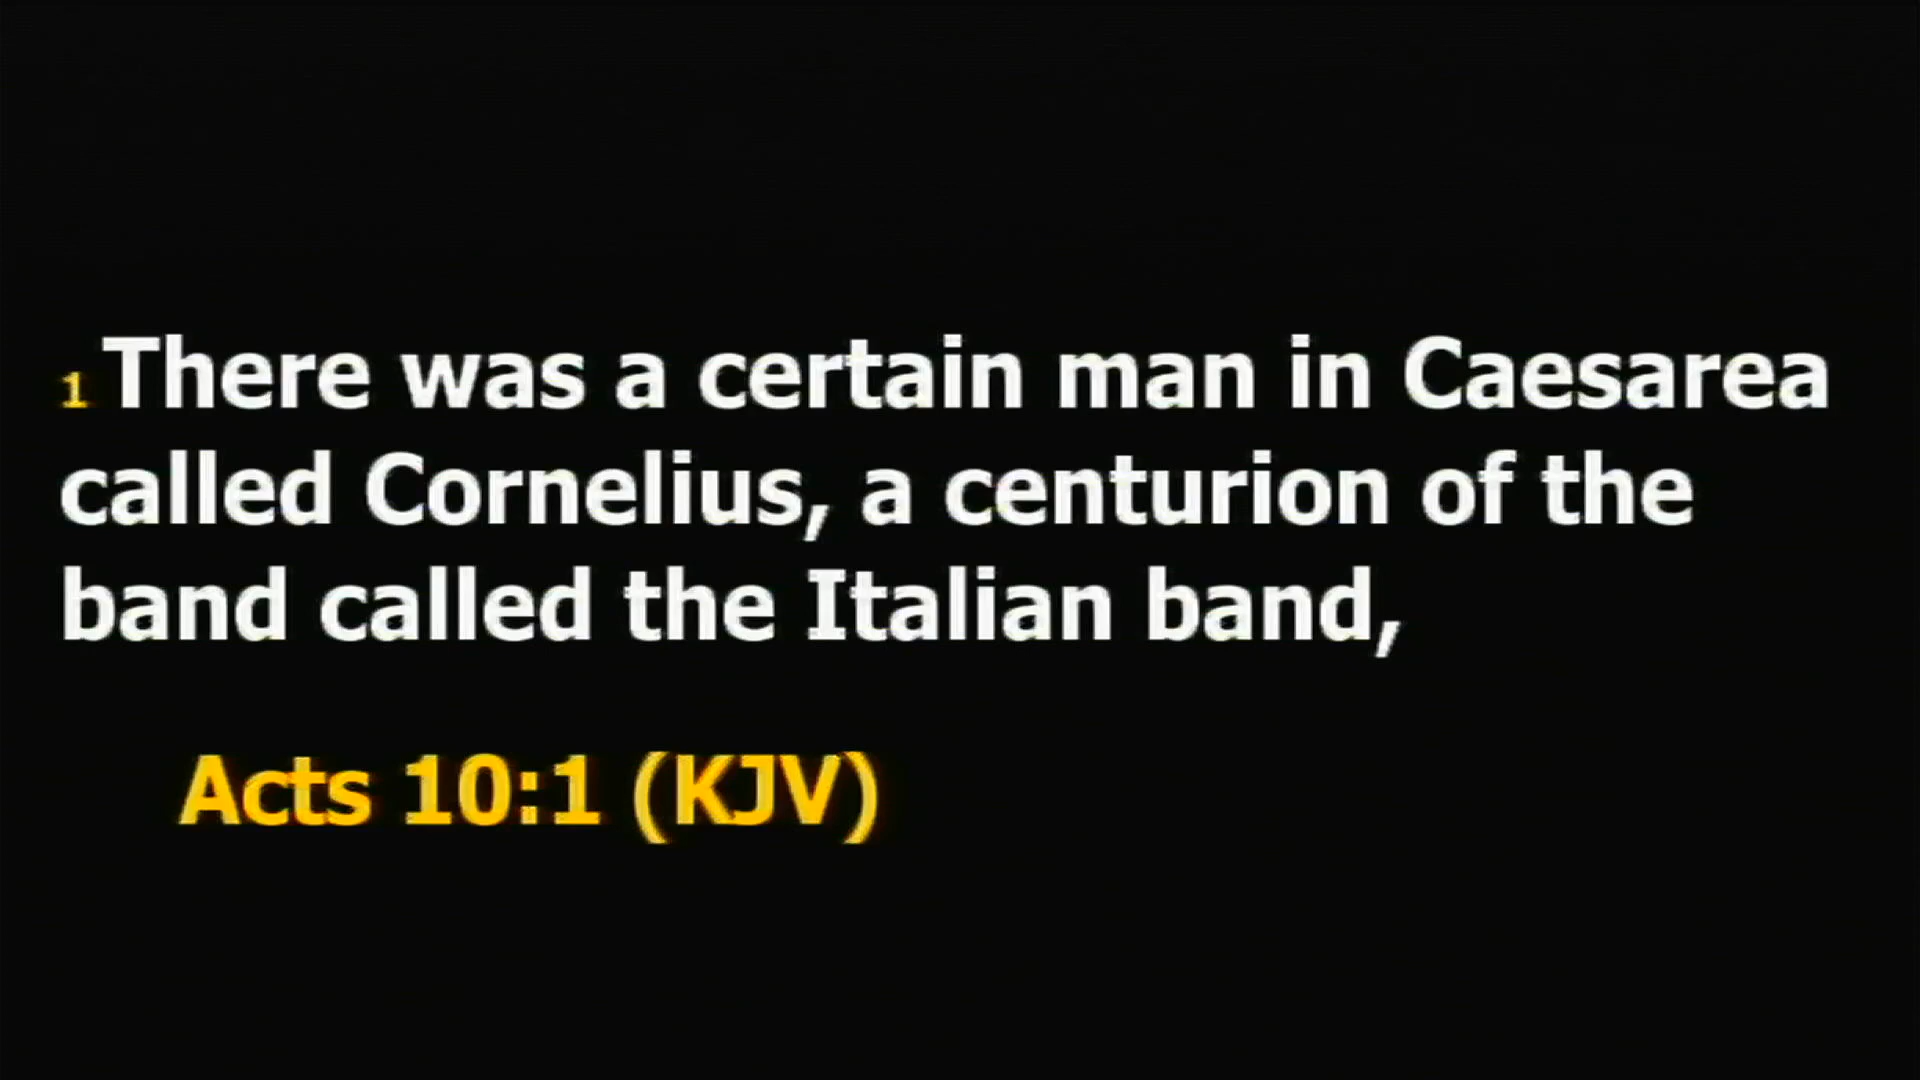 1 There was a certain man in Caesarea
called Cornelius, a centurion of the
band called the Italian band,
Acts 10:1 (KJV)